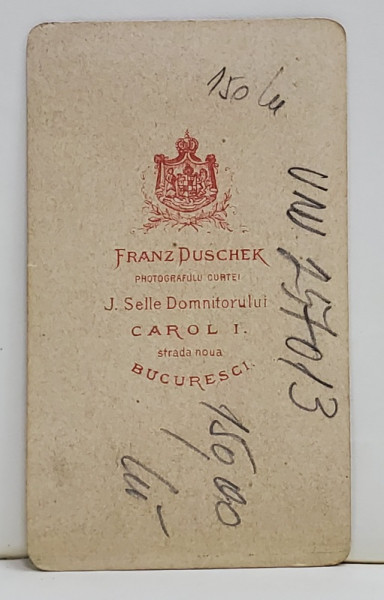 150 lei
FRANZ DUSCHEK
PHOTOGRAFULU CURTEI
J. Selle Domnitorului
CAROL I.
strada noua
BUCURESCI.
150,00
lei